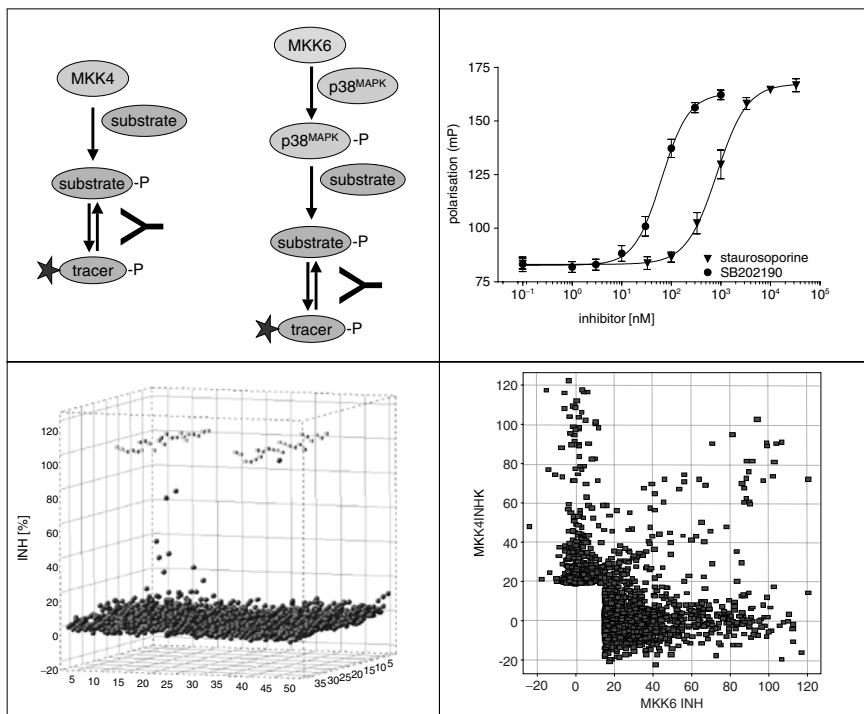 MKK4
substrate
substrate -P
tracer -P
MKK6
p38MAPK
p38MAPK -P
substrate
substrate -P
tracer -P
175
150
125
100
75
polarisation (mP)
staurosoporine
SB202190
10⁻¹ 10⁰ 10¹ 10² 10³ 10⁴ 10⁵
inhibitor [nM]
120
100
80
60
40
20
0
−20
INH [%]
5 10 15 20 25 30 35 40 45 50
35 30 25 20 15 10 5
120
100
80
60
40
20
0
-20
MKK4INHK
−20 0 20 40 60 80 100 120
MKK6 INH